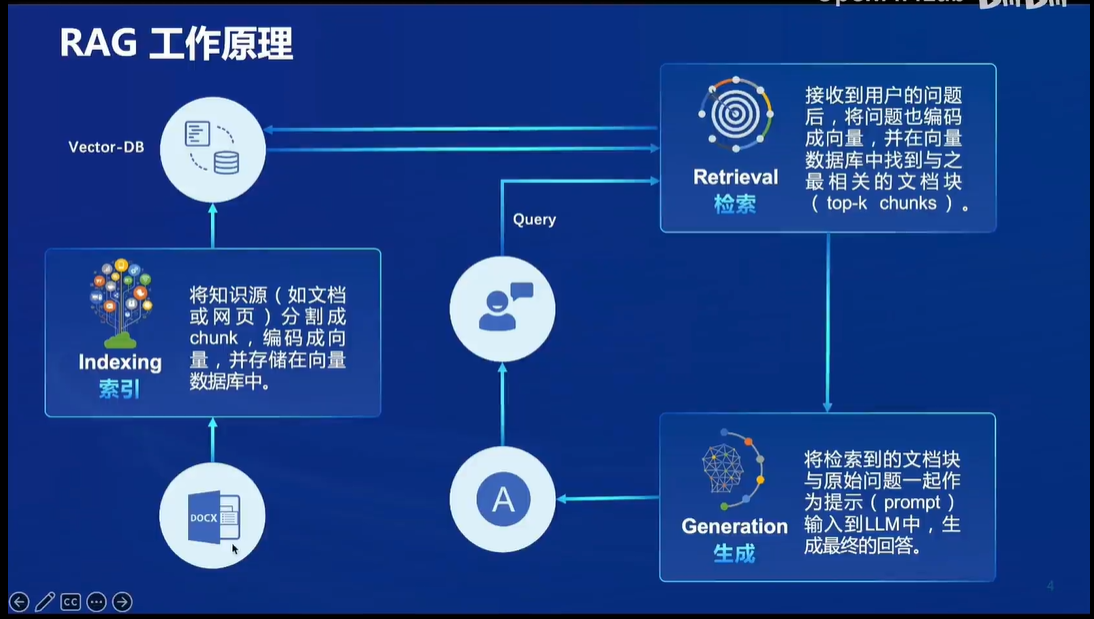 RAG 工作原理
Vector-DB
接收到用户的问题
后，将问题也编码
成向量，并在向量
数据库中找到与之
最相关的文档块
（top-k chunks）。
Retrieval
检索
Query
将知识源（如文档
或网页）分割成
chunk，编码成向
量，并存储在向量
数据库中。
Indexing
索引
DOCX
A
将检索到的文档块
与原始问题一起作
为提示（prompt）
输入到LLM中，生
成最终的回答。
Generation
生成
4
CC